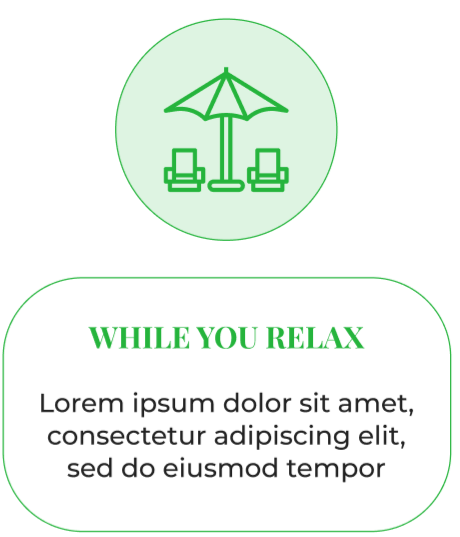 WHILE YOU RELAX
Lorem ipsum dolor sit amet,
consectetur adipiscing elit,
sed do eiusmod tempor